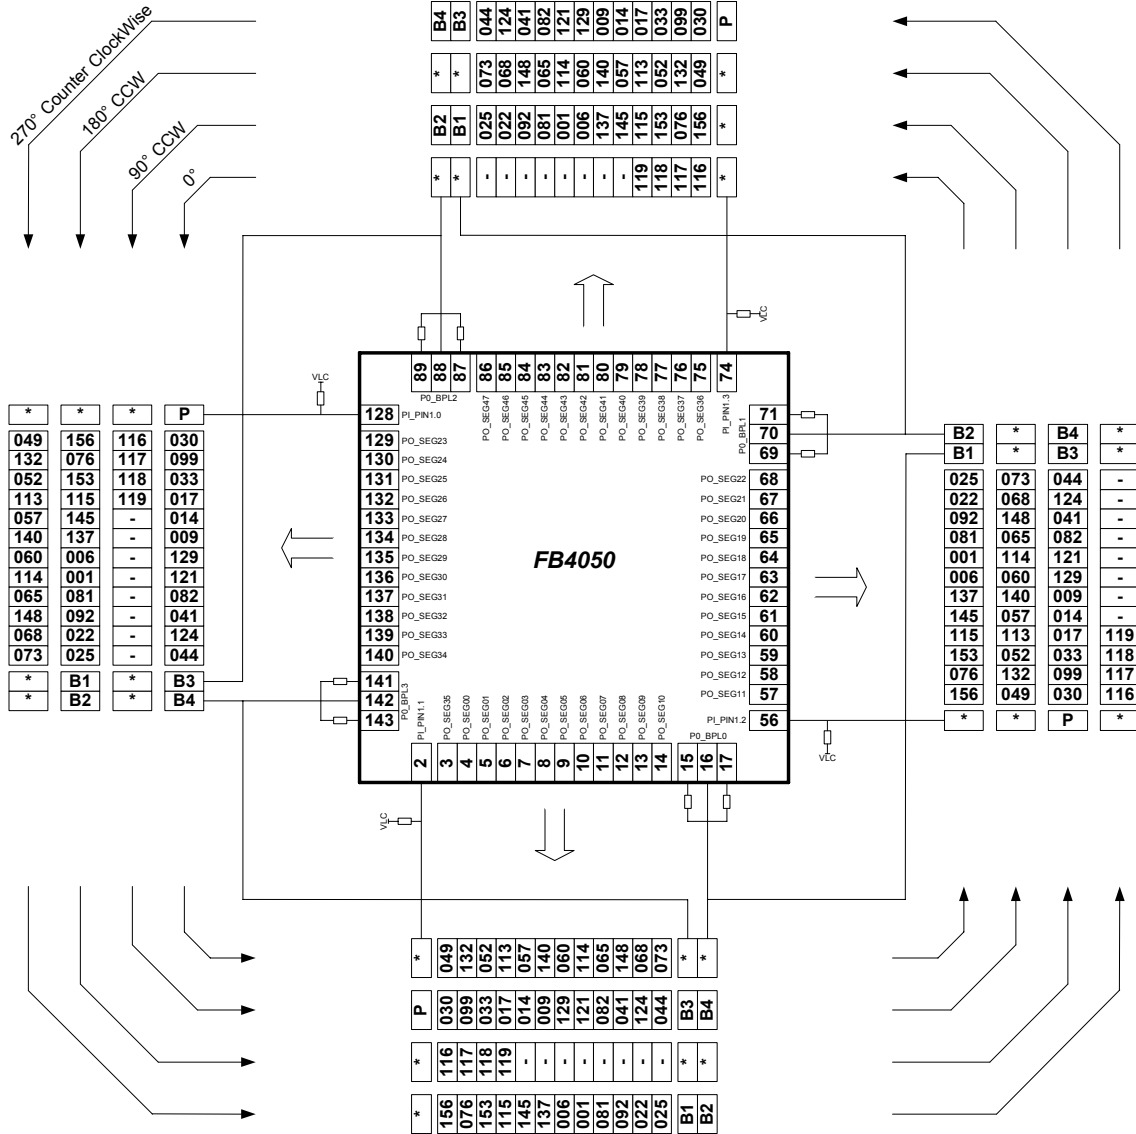 B4 B3 044 124 041 082 121 129 009 014 017 033 099 030 P
* * 073 068 148 065 114 060 140 057 113 052 132 049 *
B2 B1 025 022 092 081 001 006 137 145 115 153 076 156 *
* * - - - - - - - - 119 118 117 116 *
270° Counter ClockWise
180° CCW
90° CCW
0°
VLC
89 88 87 86 85 84 83 82 81 80 79 78 77 76 75 74
P0_BPL2 PO_SEG47 PO_SEG46 PO_SEG45 PO_SEG44 PO_SEG43 PO_SEG42 PO_SEG41 PO_SEG40 PO_SEG39 PO_SEG38 PO_SEG37 PO_SEG36 PI_PIN1.3
VLC
* * * P
049 156 116 030
132 076 117 099
052 153 118 033
113 115 119 017
057 145 - 014
140 137 - 009
060 006 - 129
114 001 - 121
065 081 - 082
148 092 - 041
068 022 - 124
073 025 - 044
* B1 * B3
* B2 * B4
128 PI_PIN1.0
129 PO_SEG23
130 PO_SEG24
131 PO_SEG25
132 PO_SEG26
133 PO_SEG27
134 PO_SEG28
135 PO_SEG29
136 PO_SEG30
137 PO_SEG31
138 PO_SEG32
139 PO_SEG33
140 PO_SEG34
141
142
143
P0_BPL3
FB4050
P0_BPL1
71
70
69
PO_SEG22 68
PO_SEG21 67
PO_SEG20 66
PO_SEG19 65
PO_SEG18 64
PO_SEG17 63
PO_SEG16 62
PO_SEG15 61
PO_SEG14 60
PO_SEG13 59
PO_SEG12 58
PO_SEG11 57
PI_PIN1.2 56
B2 * B4 *
B1 * B3 *
025 073 044 -
022 068 124 -
092 148 041 -
081 065 082 -
001 114 121 -
006 060 129 -
137 140 009 -
145 057 014 -
115 113 017 119
153 052 033 118
076 132 099 117
156 049 030 116
* * P *
VLC
PI_PIN1.1 PO_SEG35 PO_SEG00 PO_SEG01 PO_SEG02 PO_SEG03 PO_SEG04 PO_SEG05 PO_SEG06 PO_SEG07 PO_SEG08 PO_SEG09 PO_SEG10 P0_BPL0
2 3 4 5 6 7 8 9 10 11 12 13 14 15 16 17
VLC
* 049 132 052 113 057 140 060 114 065 148 068 073 * *
P 030 099 033 017 014 009 129 121 082 041 124 044 B3 B4
* 116 117 118 119 - - - - - - - - * *
* 156 076 153 115 145 137 006 001 081 092 022 025 B1 B2